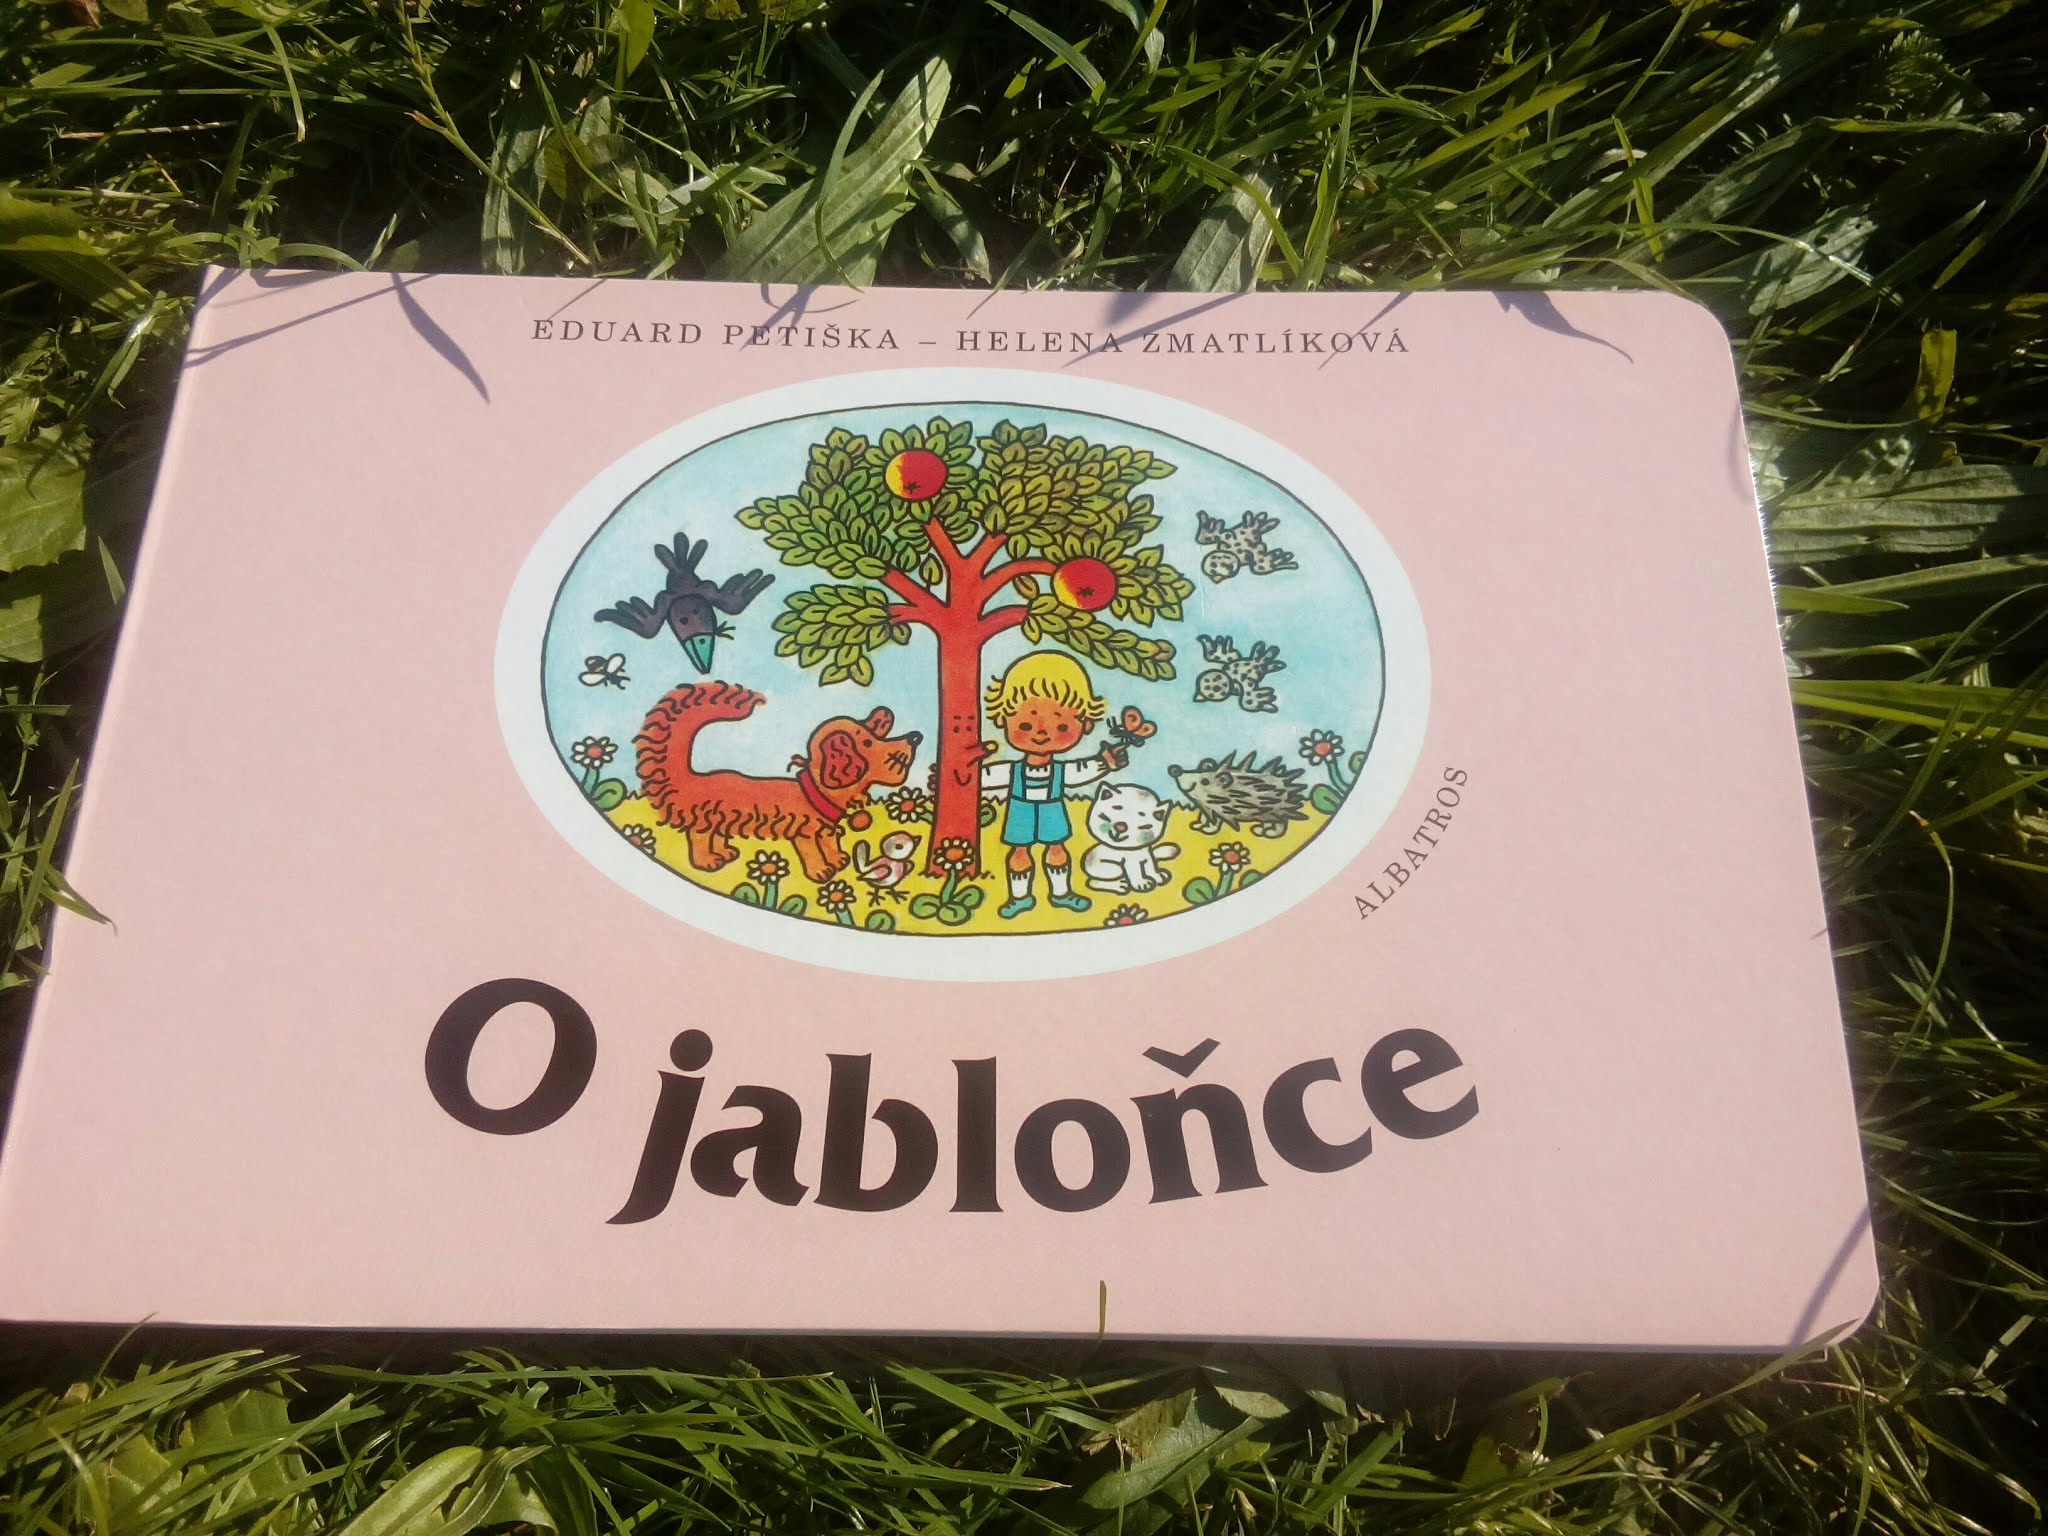 EDUARD PETIŠKA – HELENA ZMATLÍKOVÁ
ALBATROS
O jabloňce